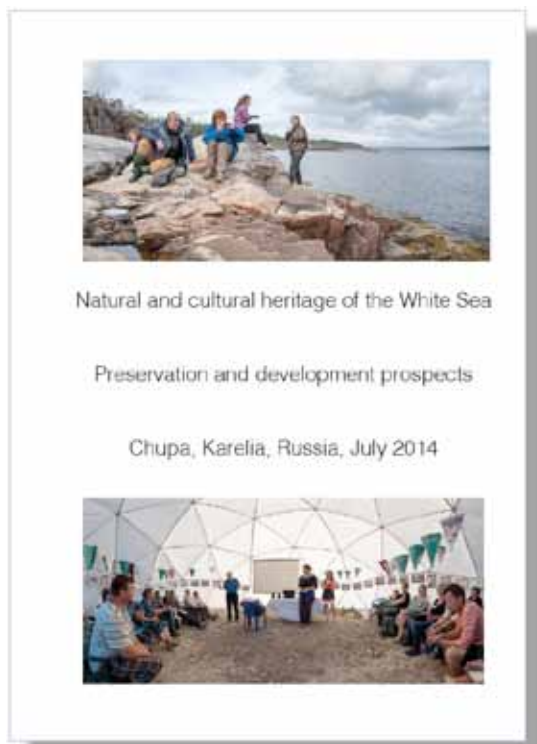 Natural and cultural heritage of the White Sea
Preservation and development prospects
Chupa, Karelia, Russia, July 2014